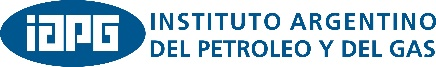 iapg INSTITUTO ARGENTINO
DEL PETROLEO Y DEL GAS